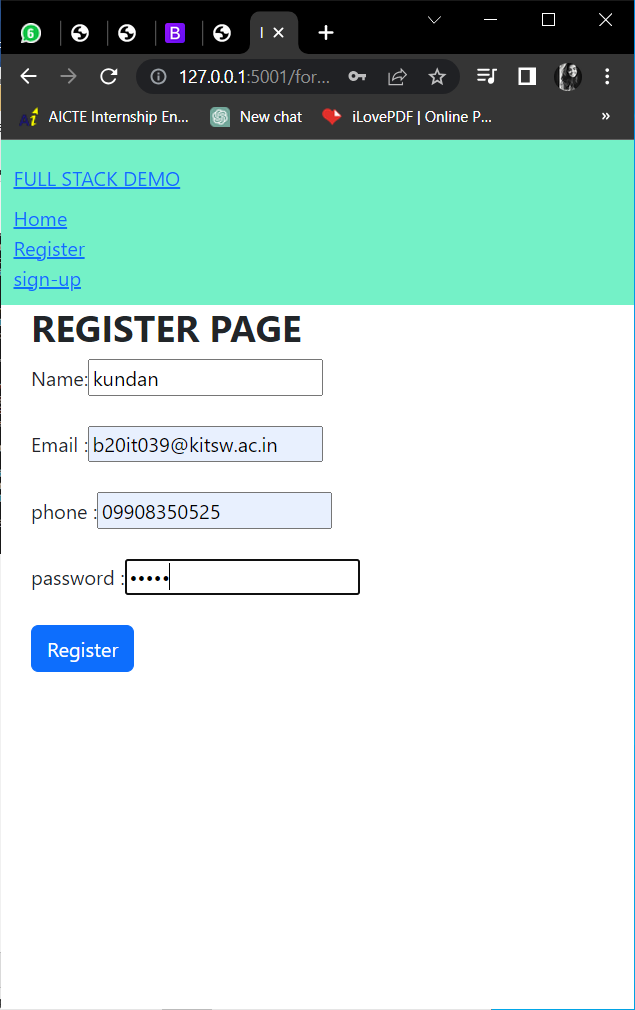 6
B
I
127.0.0.1:5001/for...
AICTE Internship En...
New chat
iLovePDF | Online P...
»
FULL STACK DEMO
Home
Register
sign-up
REGISTER PAGE
Name:kundan
Email :b20it039@kitsw.ac.in
phone :09908350525
password :•••••
Register